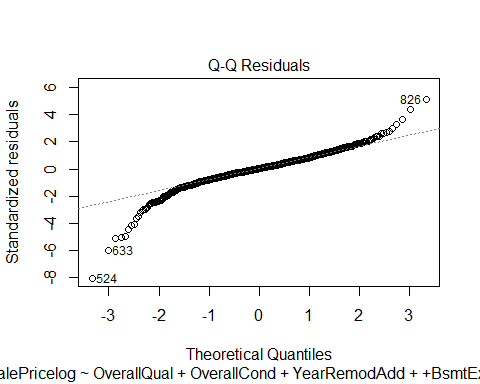 Q-Q Residuals
Standardized residuals
6
4
2
0
-2
-4
-6
-8
826
633
524
-3 -2 -1 0 1 2 3
Theoretical Quantiles
alePricelog ~ OverallQual + OverallCond + YearRemodAdd + +BsmtEx